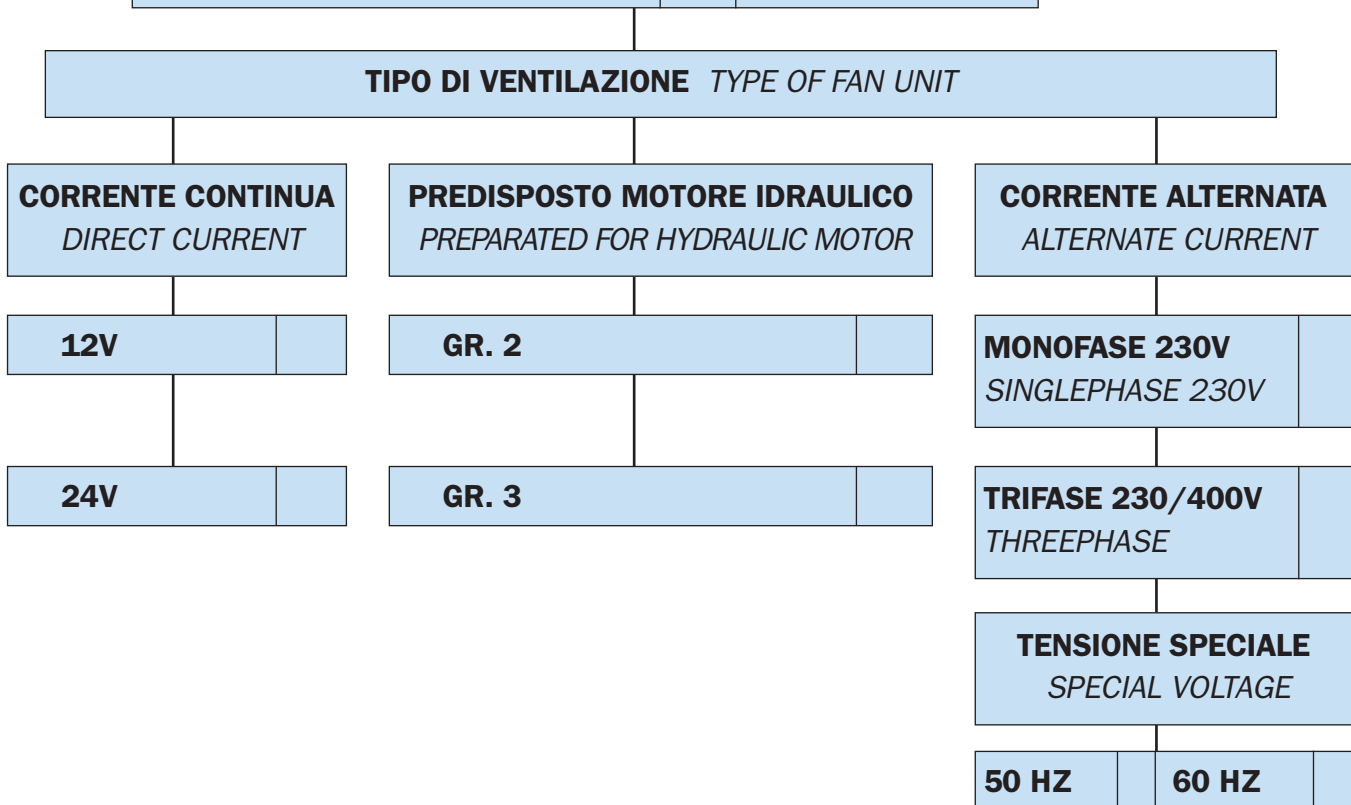 TIPO DI VENTILAZIONE TYPE OF FAN UNIT
CORRENTE CONTINUA
DIRECT CURRENT
PREDISPOSTO MOTORE IDRAULICO
PREPARATED FOR HYDRAULIC MOTOR
CORRENTE ALTERNATA
ALTERNATE CURRENT
12V
24V
GR. 2
GR. 3
MONOFASE 230V
SINGLEPHASE 230V
TRIFASE 230/400V
THREEPHASE
TENSIONE SPECIALE
SPECIAL VOLTAGE
50 HZ
60 HZ